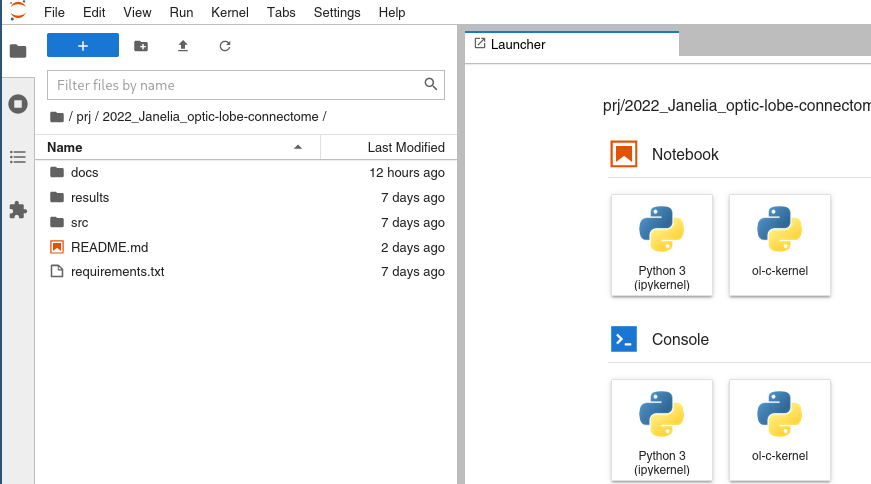 File Edit View Run Kernel Tabs Settings Help
+
Filter files by name
/ prj / 2022_Janelia_optic-lobe-connectome /
Name Last Modified
docs 12 hours ago
results 7 days ago
src 7 days ago
README.md 2 days ago
requirements.txt 7 days ago
Launcher
prj/2022_Janelia_optic-lobe-connectom
Notebook
Python 3
(ipykernel)
ol-c-kernel
Console
Python 3
(ipykernel)
ol-c-kernel